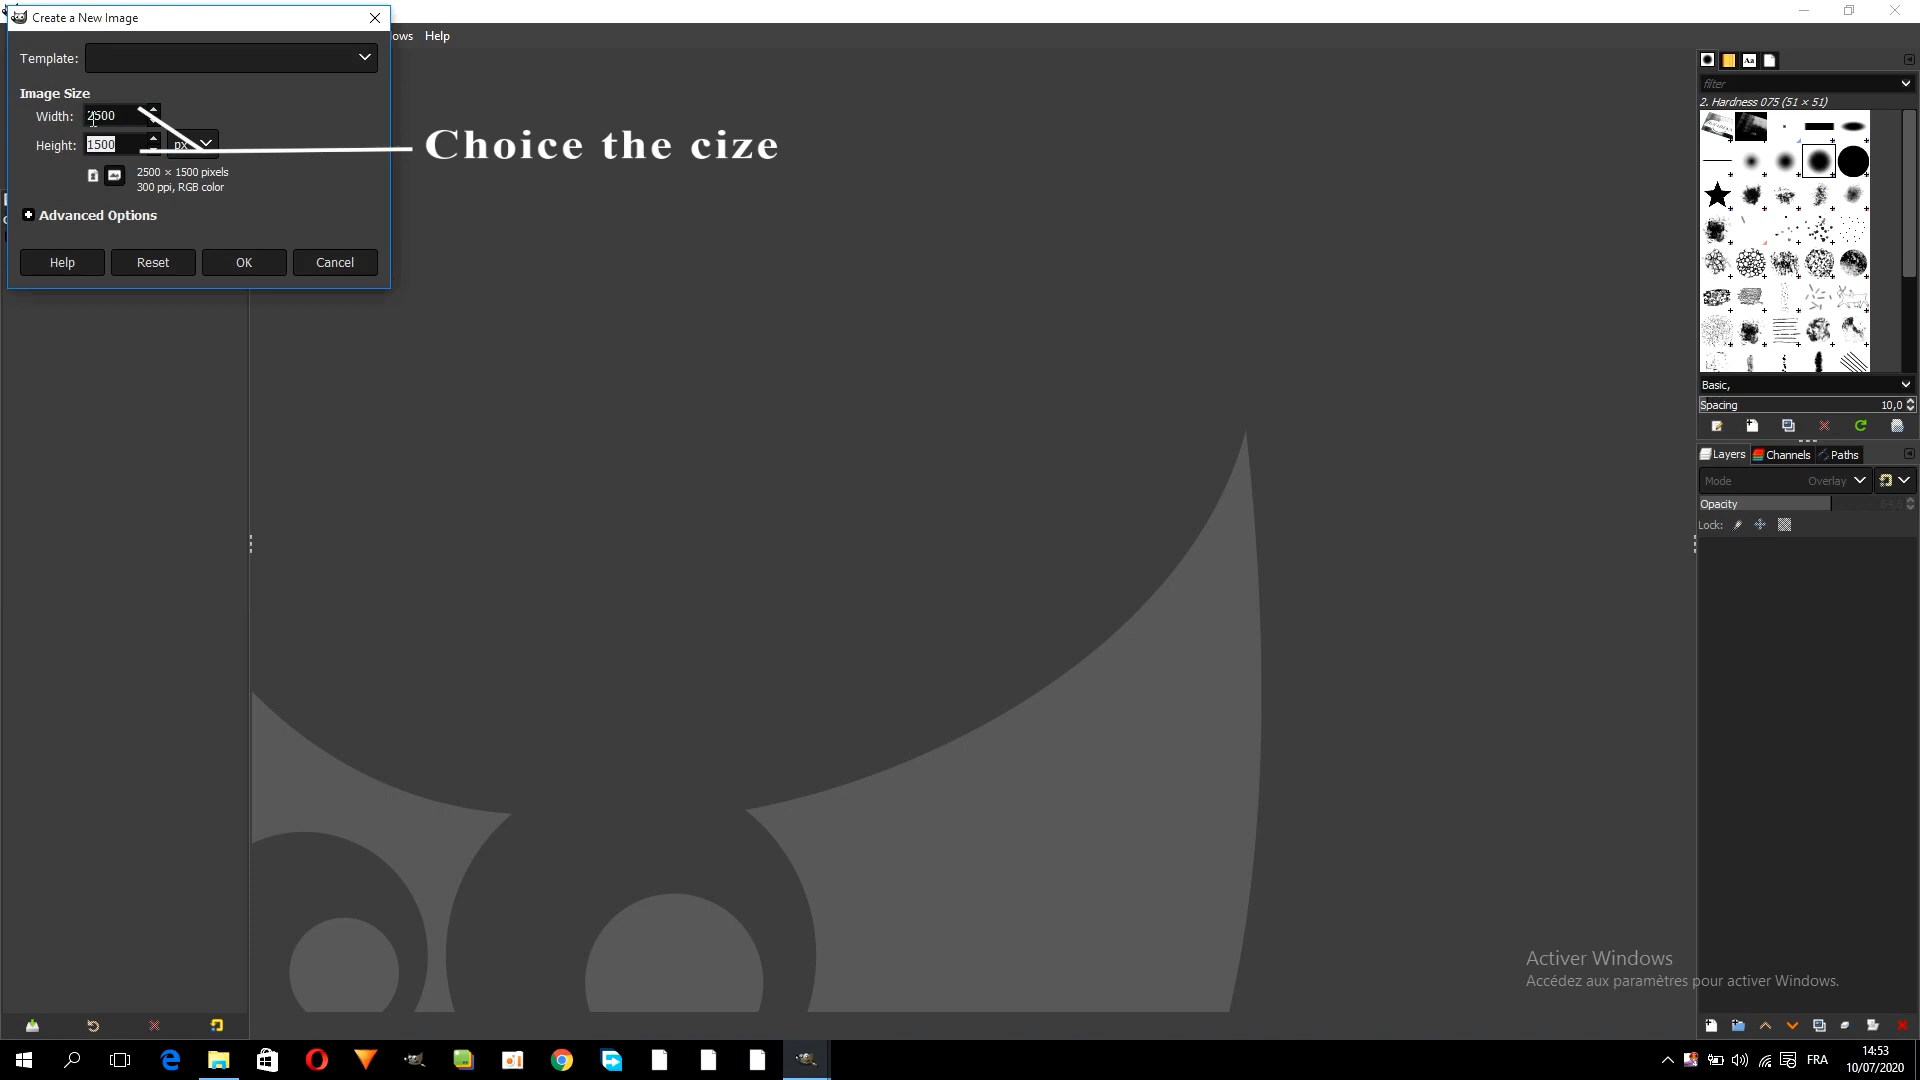 Create a New Image
ows Help
Template:
Image Size
Width: 2500
Height: 1500 px
2500 × 1500 pixels
300 ppi, RGB color
Advanced Options
Help Reset OK Cancel
Choice the cize
Aa
filter
2. Hardness 075 (51 × 51)
Basic,
Spacing 10,0
Layers Channels Paths
Mode Overlay
Opacity
Lock:
Activer Windows
Accédez aux paramètres pour activer Windows.
FRA
14:53
10/07/2020